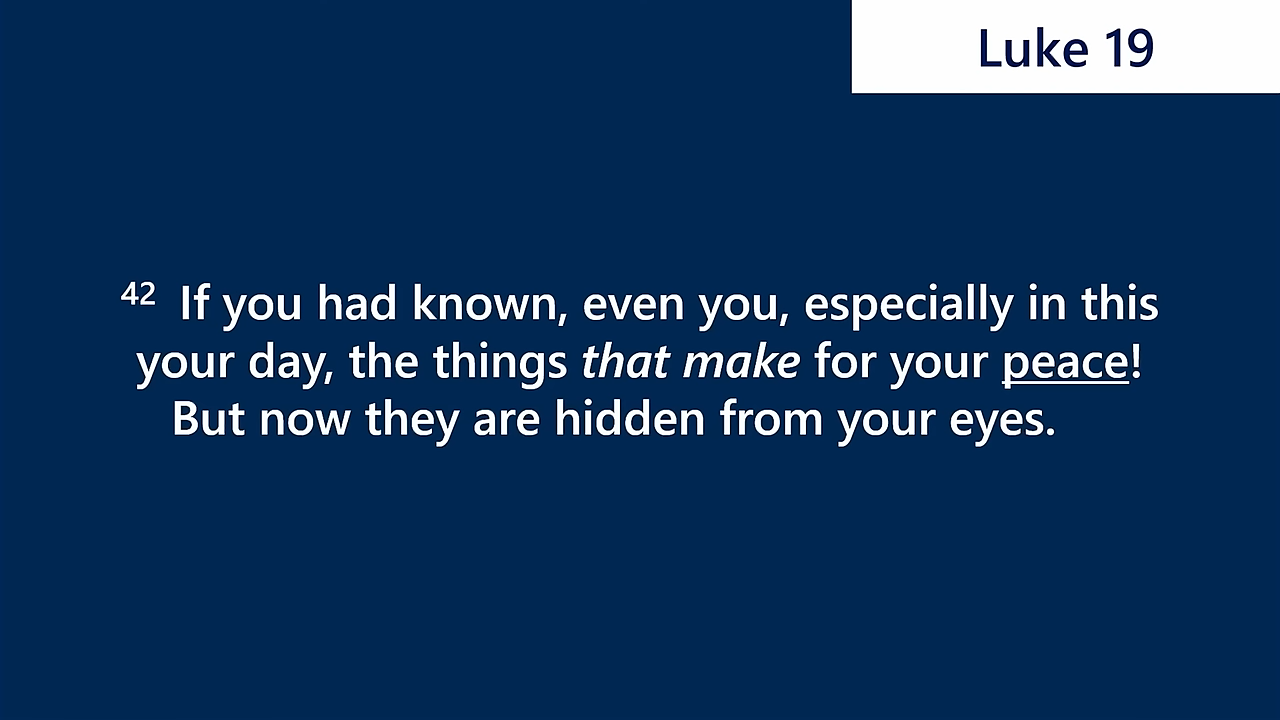 Luke 19
42 If you had known, even you, especially in this
your day, the things that make for your peace!
But now they are hidden from your eyes.